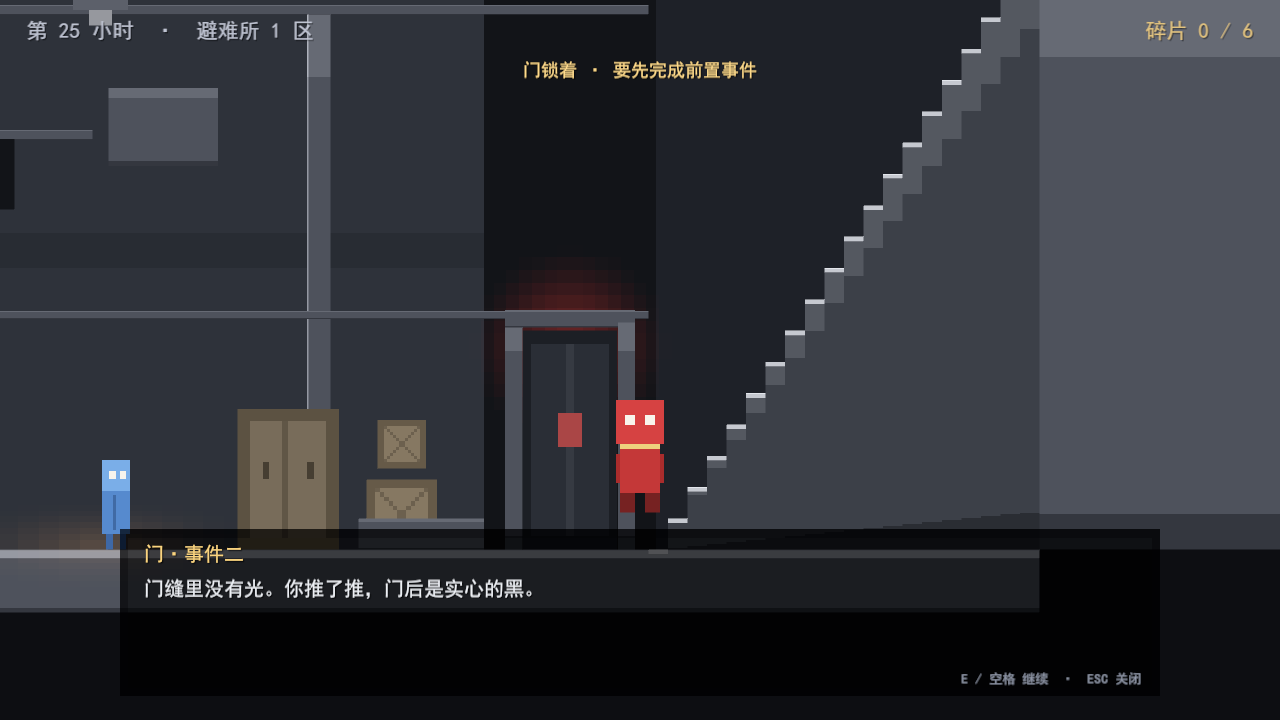 第 25 小时 · 避难所 1 区
碎片 0 / 6
门锁着 · 要先完成前置事件
门·事件二
门缝里没有光。你推了推，门后是实心的黑。
E / 空格 继续 · ESC 关闭